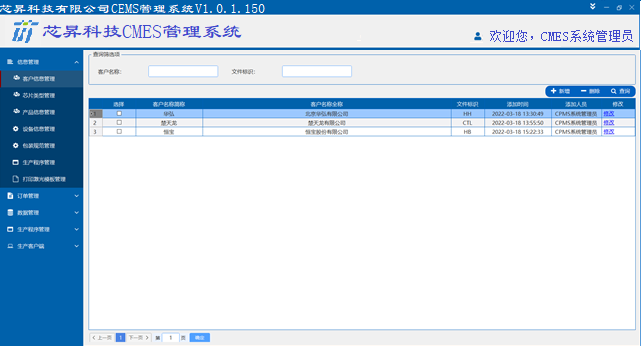 芯昇科技有限公司CEMS管理系统V1.0.1.150
芯昇科技CMES管理系统
欢迎您，CMES系统管理员
信息管理
客户信息管理
芯片类型管理
产品信息管理
设备信息管理
包装规范管理
生产程序管理
打印激光模板管理
订单管理
数据管理
生产程序管理
生产客户端
查询筛选项
客户名称： 文件标识：
新增 删除 查询
选择 客户名称简称 客户名称全称 文件标识 添加时间 添加人员 修改
1 华弘 北京华弘有限公司 HH 2022-03-18 13:30:49 CPMS系统管理员 修改
2 楚天龙 楚天龙有限公司 CTL 2022-03-18 13:55:50 CPMS系统管理员 修改
3 恒宝 恒宝股份有限公司 HB 2022-03-18 15:22:33 CPMS系统管理员 修改
上一页 1 下一页 第 1 页 确定